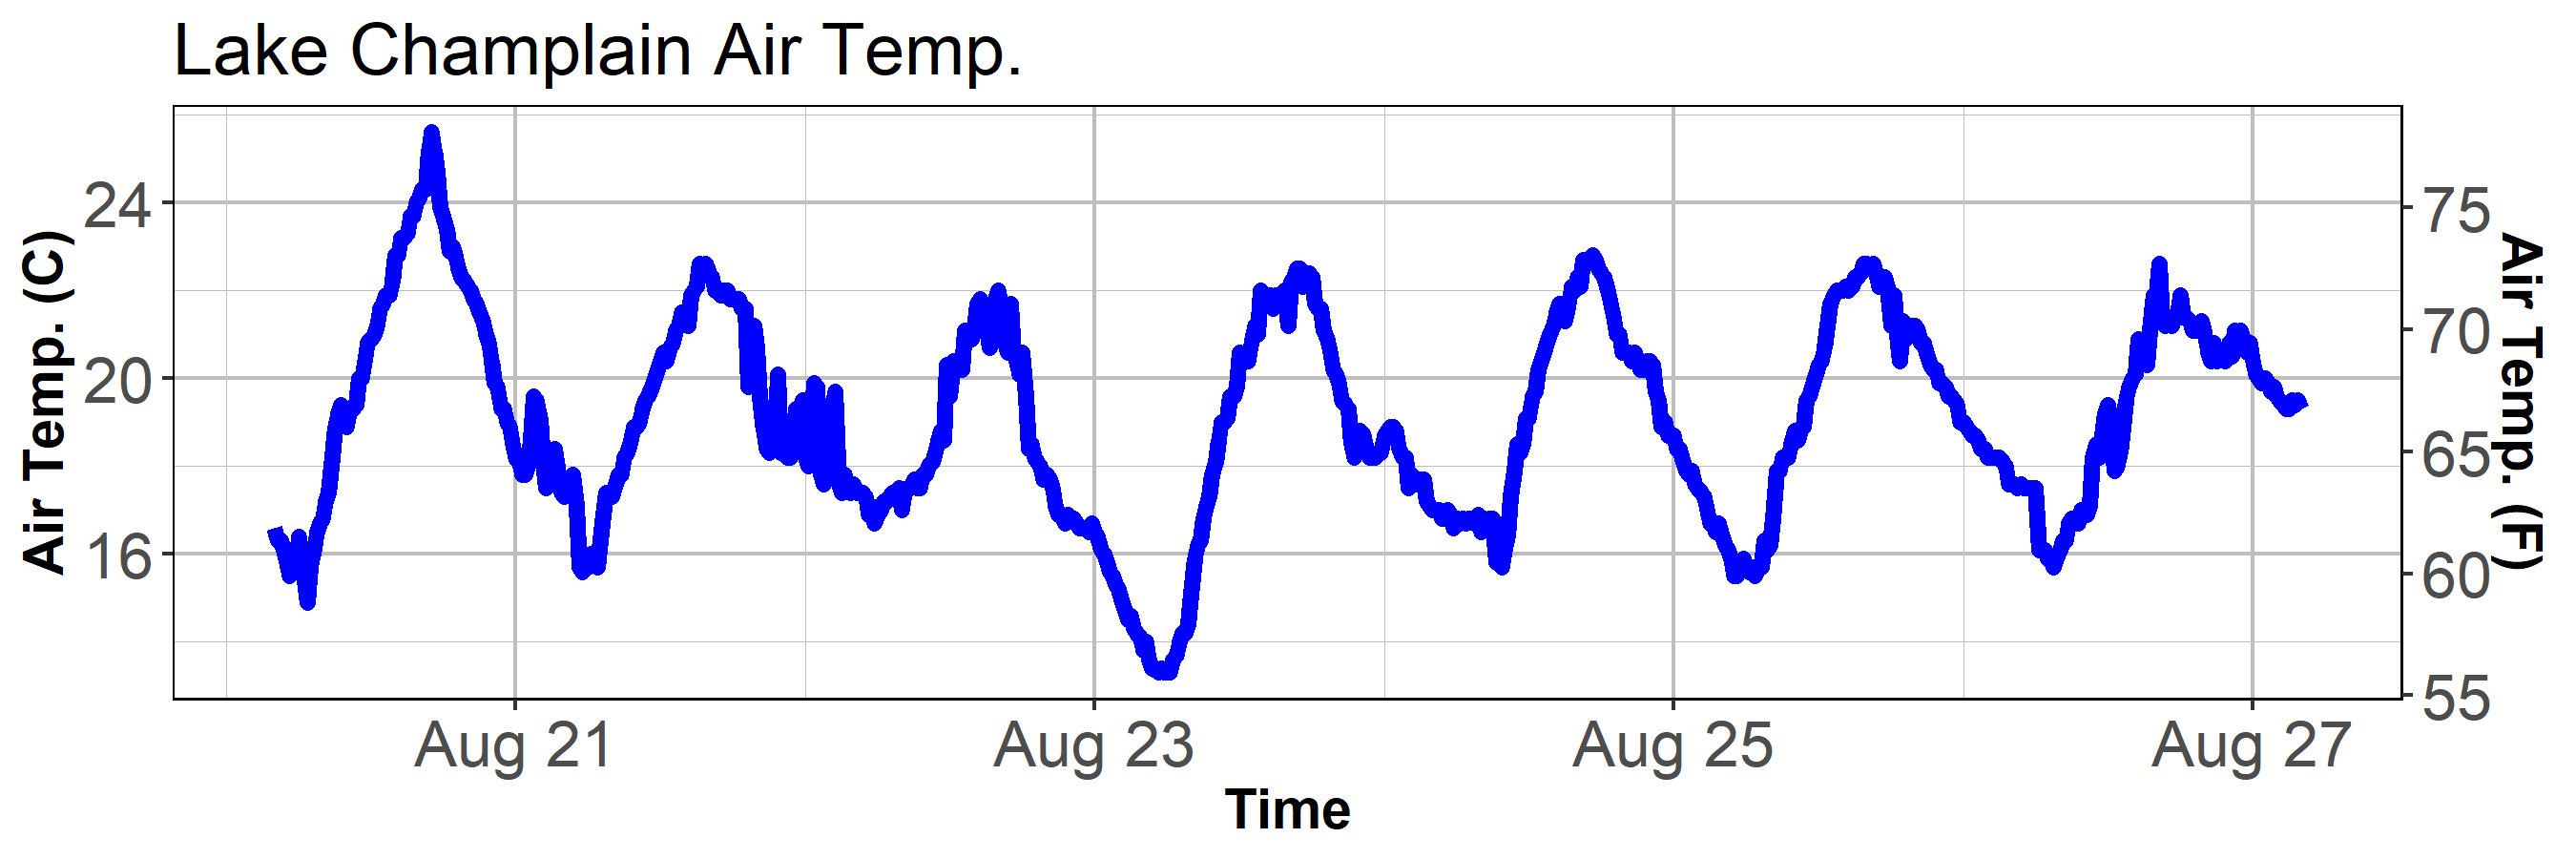 Lake Champlain Air Temp.
Air Temp. (C)
24
20
16
75
70
65
60
55
Air Temp. (F)
Aug 21
Aug 23
Aug 25
Aug 27
Time